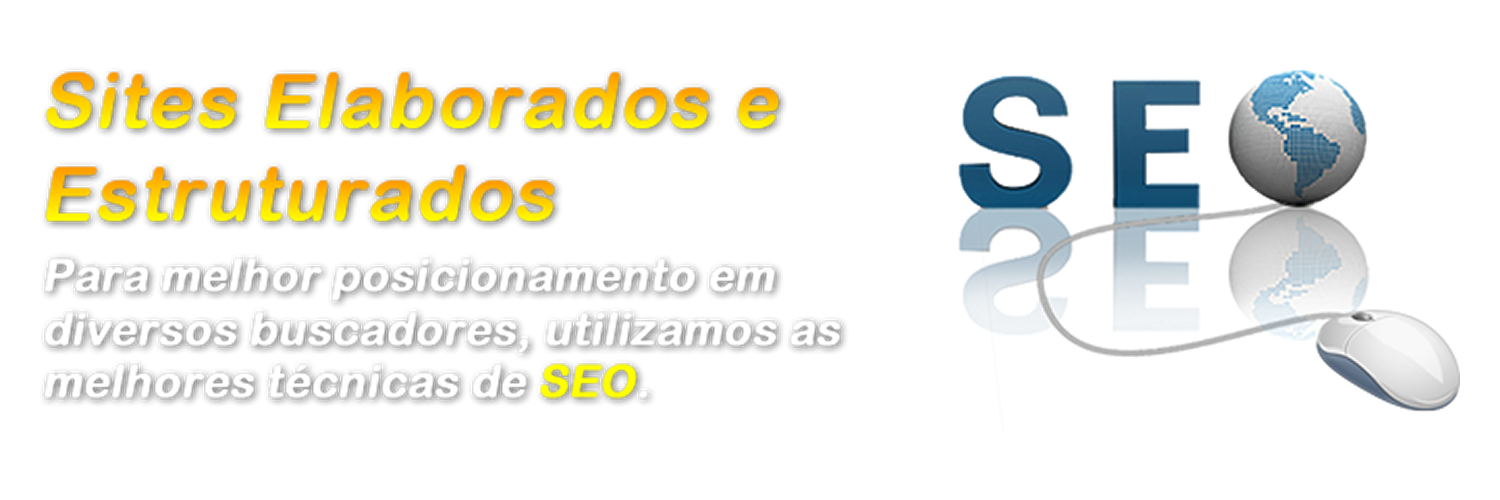 Sites Elaborados e
Estruturados
Para melhor posicionamento em
diversos buscadores, utilizamos as
melhores técnicas de SEO.
SEO